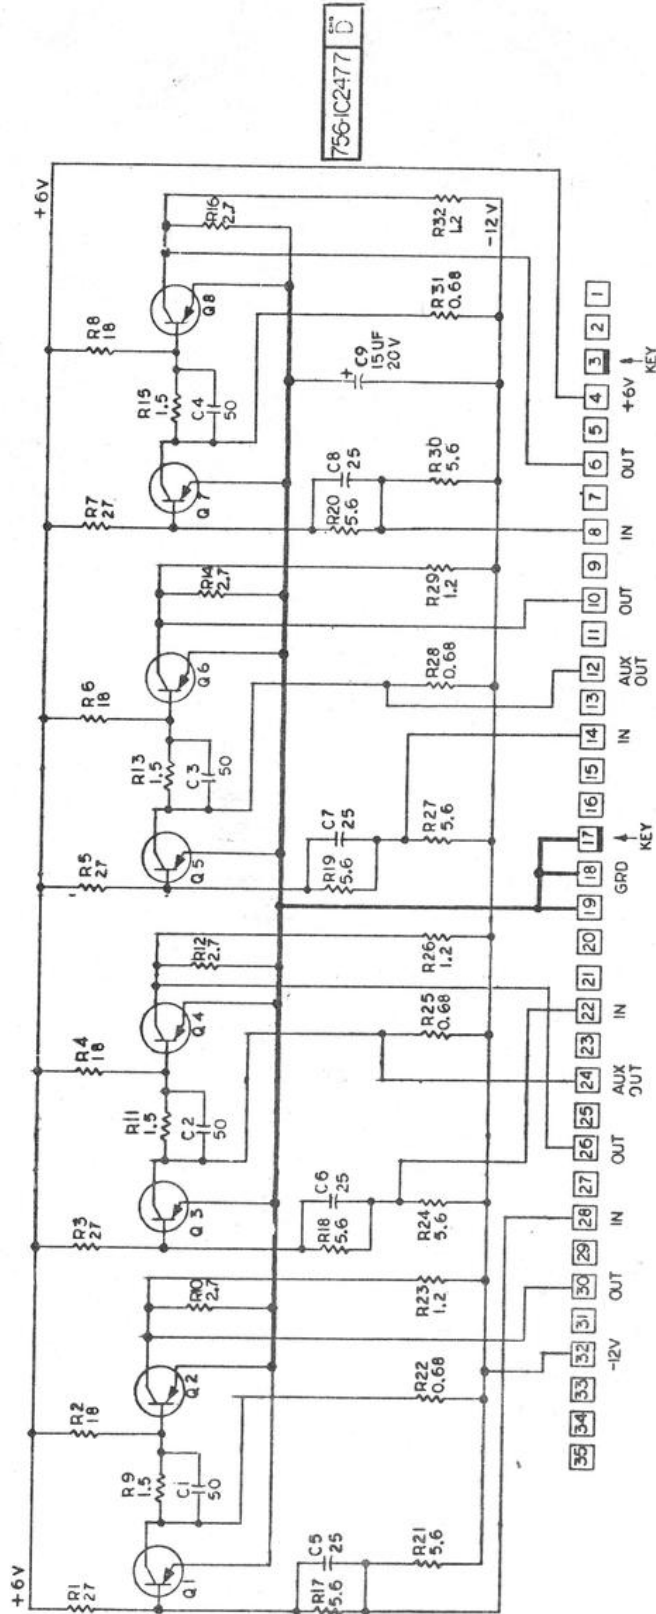 756-IC2477
CHG
D
+6V
+6V
R1
27
R2
18
R3
27
R4
18
R5
27
R6
18
R7
27
R8
18
Q1
R9
1.5
C1
50
Q2
R10
2.7
Q3
R11
1.5
C2
50
Q4
R12
2.7
Q5
R13
1.5
C3
50
Q6
R14
2.7
Q7
R15
1.5
C4
50
Q8
R16
2.7
R17
5.6
C5
25
R18
5.6
C6
25
R19
5.6
C7
25
R20
5.6
C8
25
C9
15 UF
20 V
+
R21
5.6
R22
0.68
R23
1.2
R24
5.6
R25
0.68
R26
1.2
R27
5.6
R28
0.68
R29
1.2
R30
5.6
R31
0.68
R32
1.2
-12V
35
34
33
32
31
30
29
28
27
26
25
24
23
22
21
20
19
18
17
16
15
14
13
12
11
10
9
8
7
6
5
4
3
2
1
-12V
OUT
IN
OUT
AUX
OUT
IN
GRD
KEY
IN
AUX
OUT
OUT
IN
OUT
+6V
KEY